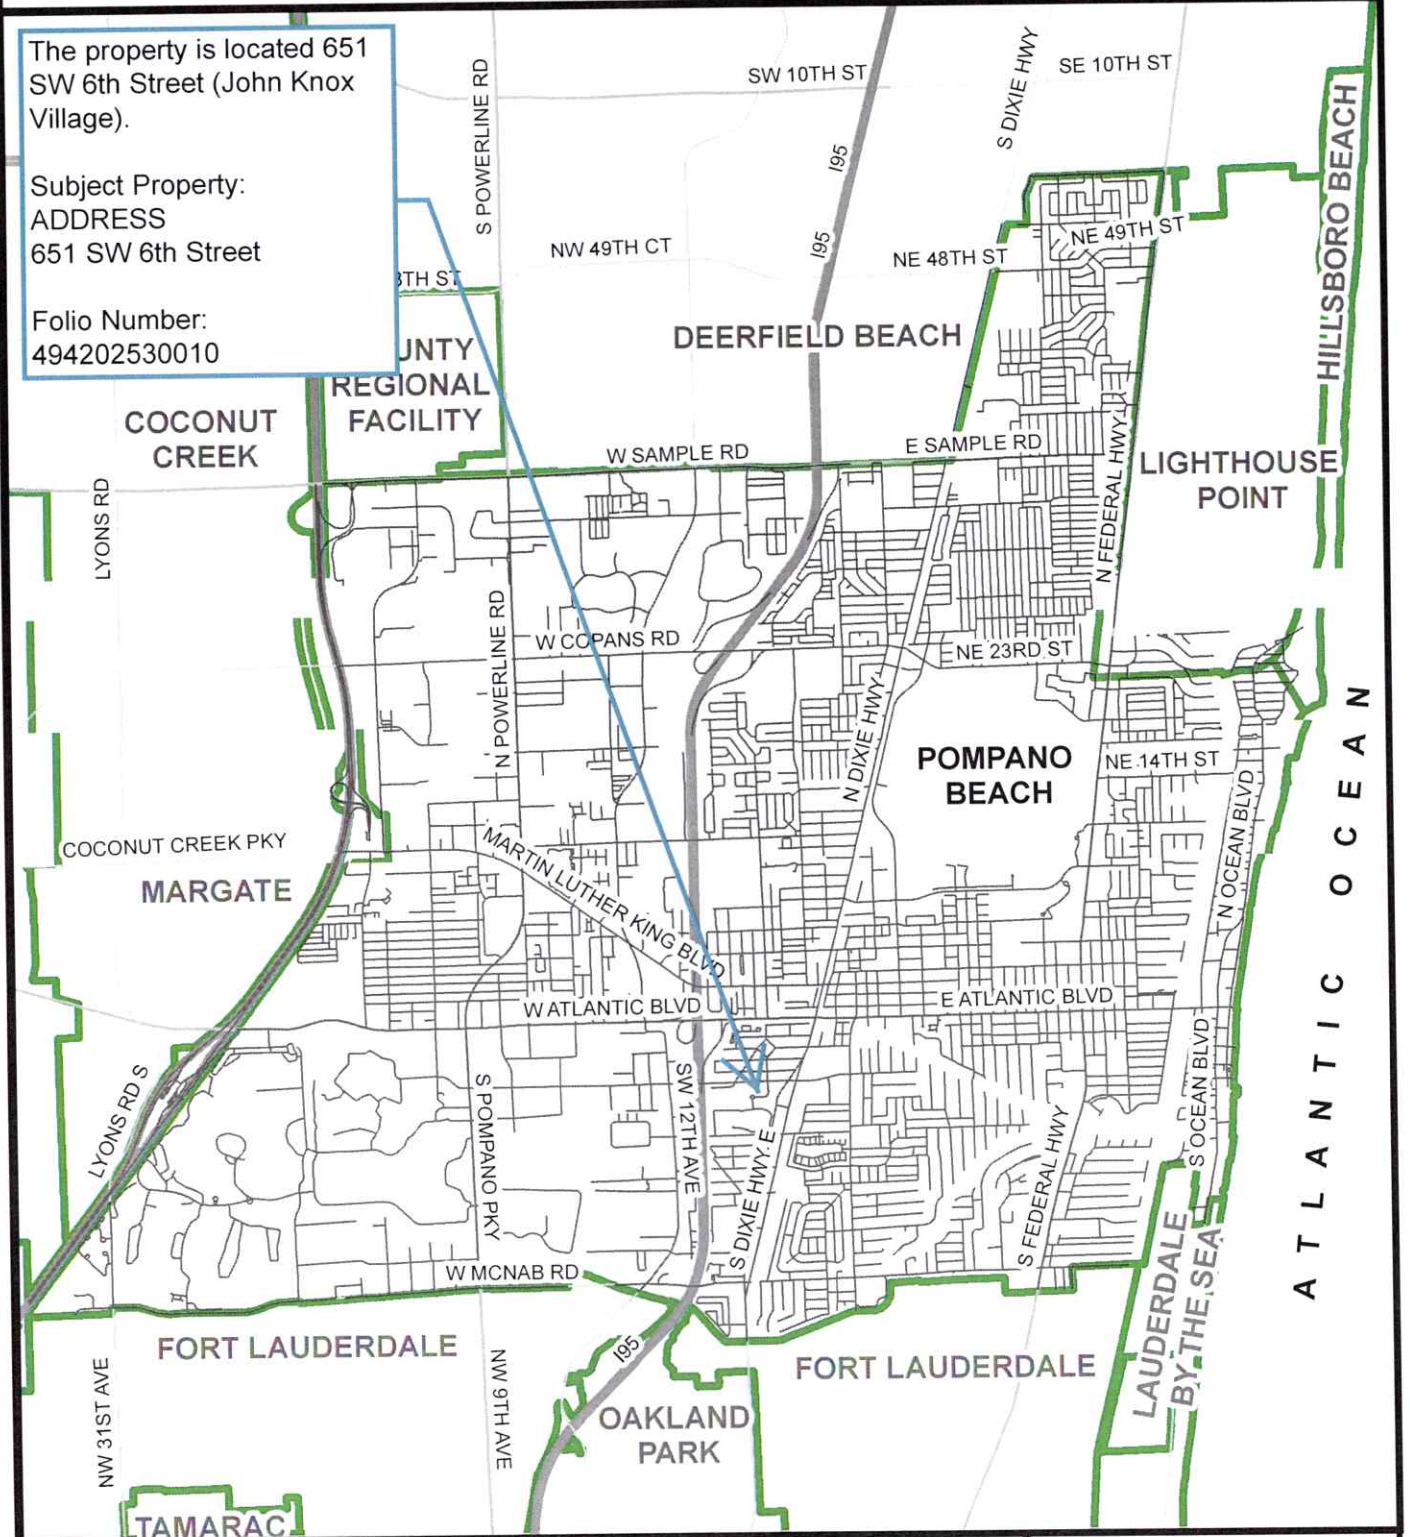 The property is located 651
SW 6th Street (John Knox
Village).
Subject Property:
ADDRESS
651 SW 6th Street
Folio Number:
494202530010
S POWERLINE RD
SW 10TH ST
S DIXIE HWY
SE 10TH ST
HILLSBORO BEACH
I95
I95
NW 49TH CT
NE 48TH ST
NE 49TH ST
8TH ST
DEERFIELD BEACH
UNTY
REGIONAL
FACILITY
COCONUT
CREEK
W SAMPLE RD
E SAMPLE RD
N FEDERAL HWY
LIGHTHOUSE
POINT
LYONS RD
N POWERLINE RD
W COPANS RD
NE 23RD ST
N DIXIE HWY
POMPANO
BEACH
NE 14TH ST
N OCEAN BLVD
ATLANTIC OCEAN
COCONUT CREEK PKY
MARGATE
MARTIN LUTHER KING BLVD
W ATLANTIC BLVD
E ATLANTIC BLVD
LYONS RD S
S POMPANO PKY
SW 12TH AVE
S DIXIE HWY E
S FEDERAL HWY
S OCEAN BLVD
W MCNAB RD
LAUDERDALE
BY THE SEA
FORT LAUDERDALE
I95
FORT LAUDERDALE
NW 31ST AVE
NW 9TH AVE
OAKLAND
PARK
TAMARAC